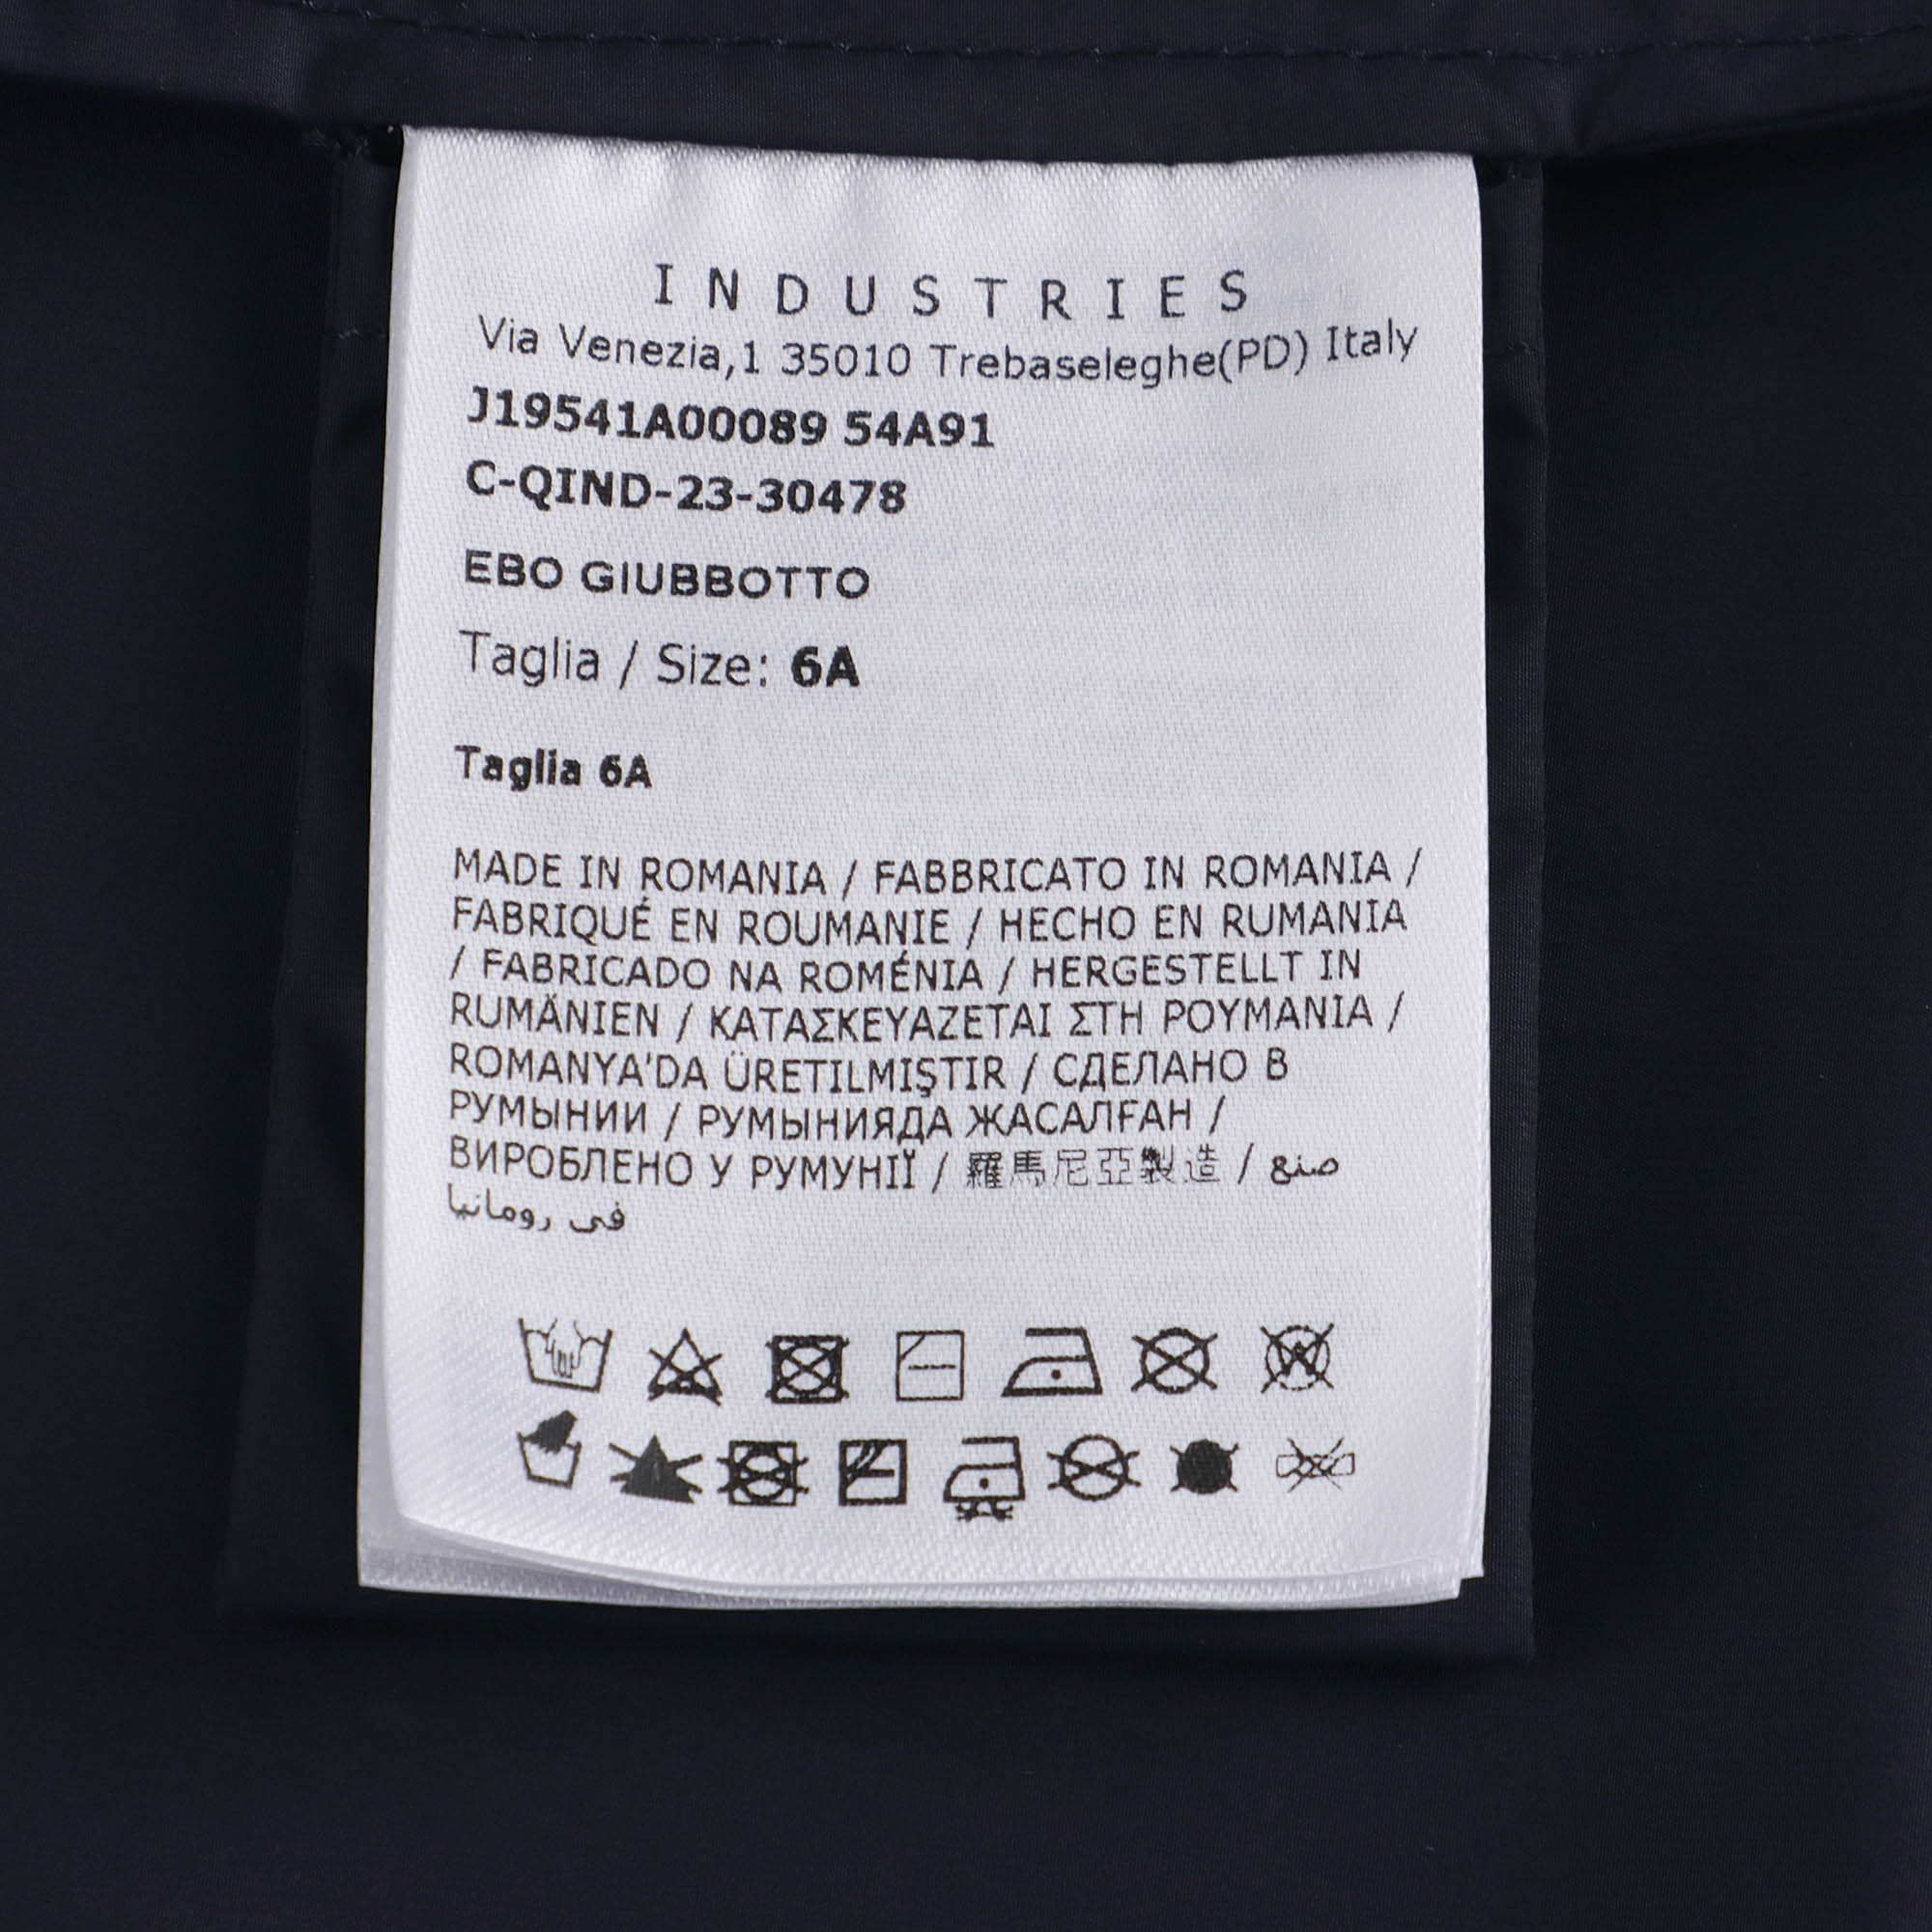 INDUSTRIES
Via Venezia,1 35010 Trebaseleghe(PD) Italy
J19541A00089 54A91
C-QIND-23-30478
EBO GIUBBOTTO
Taglia / Size: 6A
Taglia 6A
MADE IN ROMANIA / FABBRICATO IN ROMANIA /
FABRIQUÉ EN ROUMANIE / HECHO EN RUMANIA
/ FABRICADO NA ROMÉNIA / HERGESTELLT IN
RUMÄNIEN / ΚΑΤΑΣΚΕΥΑΖΕΤΑΙ ΣΤΗ ΡΟΥΜΑΝΙΑ /
ROMANYA'DA ÜRETILMIŞTIR / СДЕЛАНО В
РУМЫНИИ / РУМЫНИЯДА ЖАСАЛҒАН /
ВИРОБЛЕНО У РУМУНІЇ / 羅馬尼亞製造 / صنع
في رومانيا